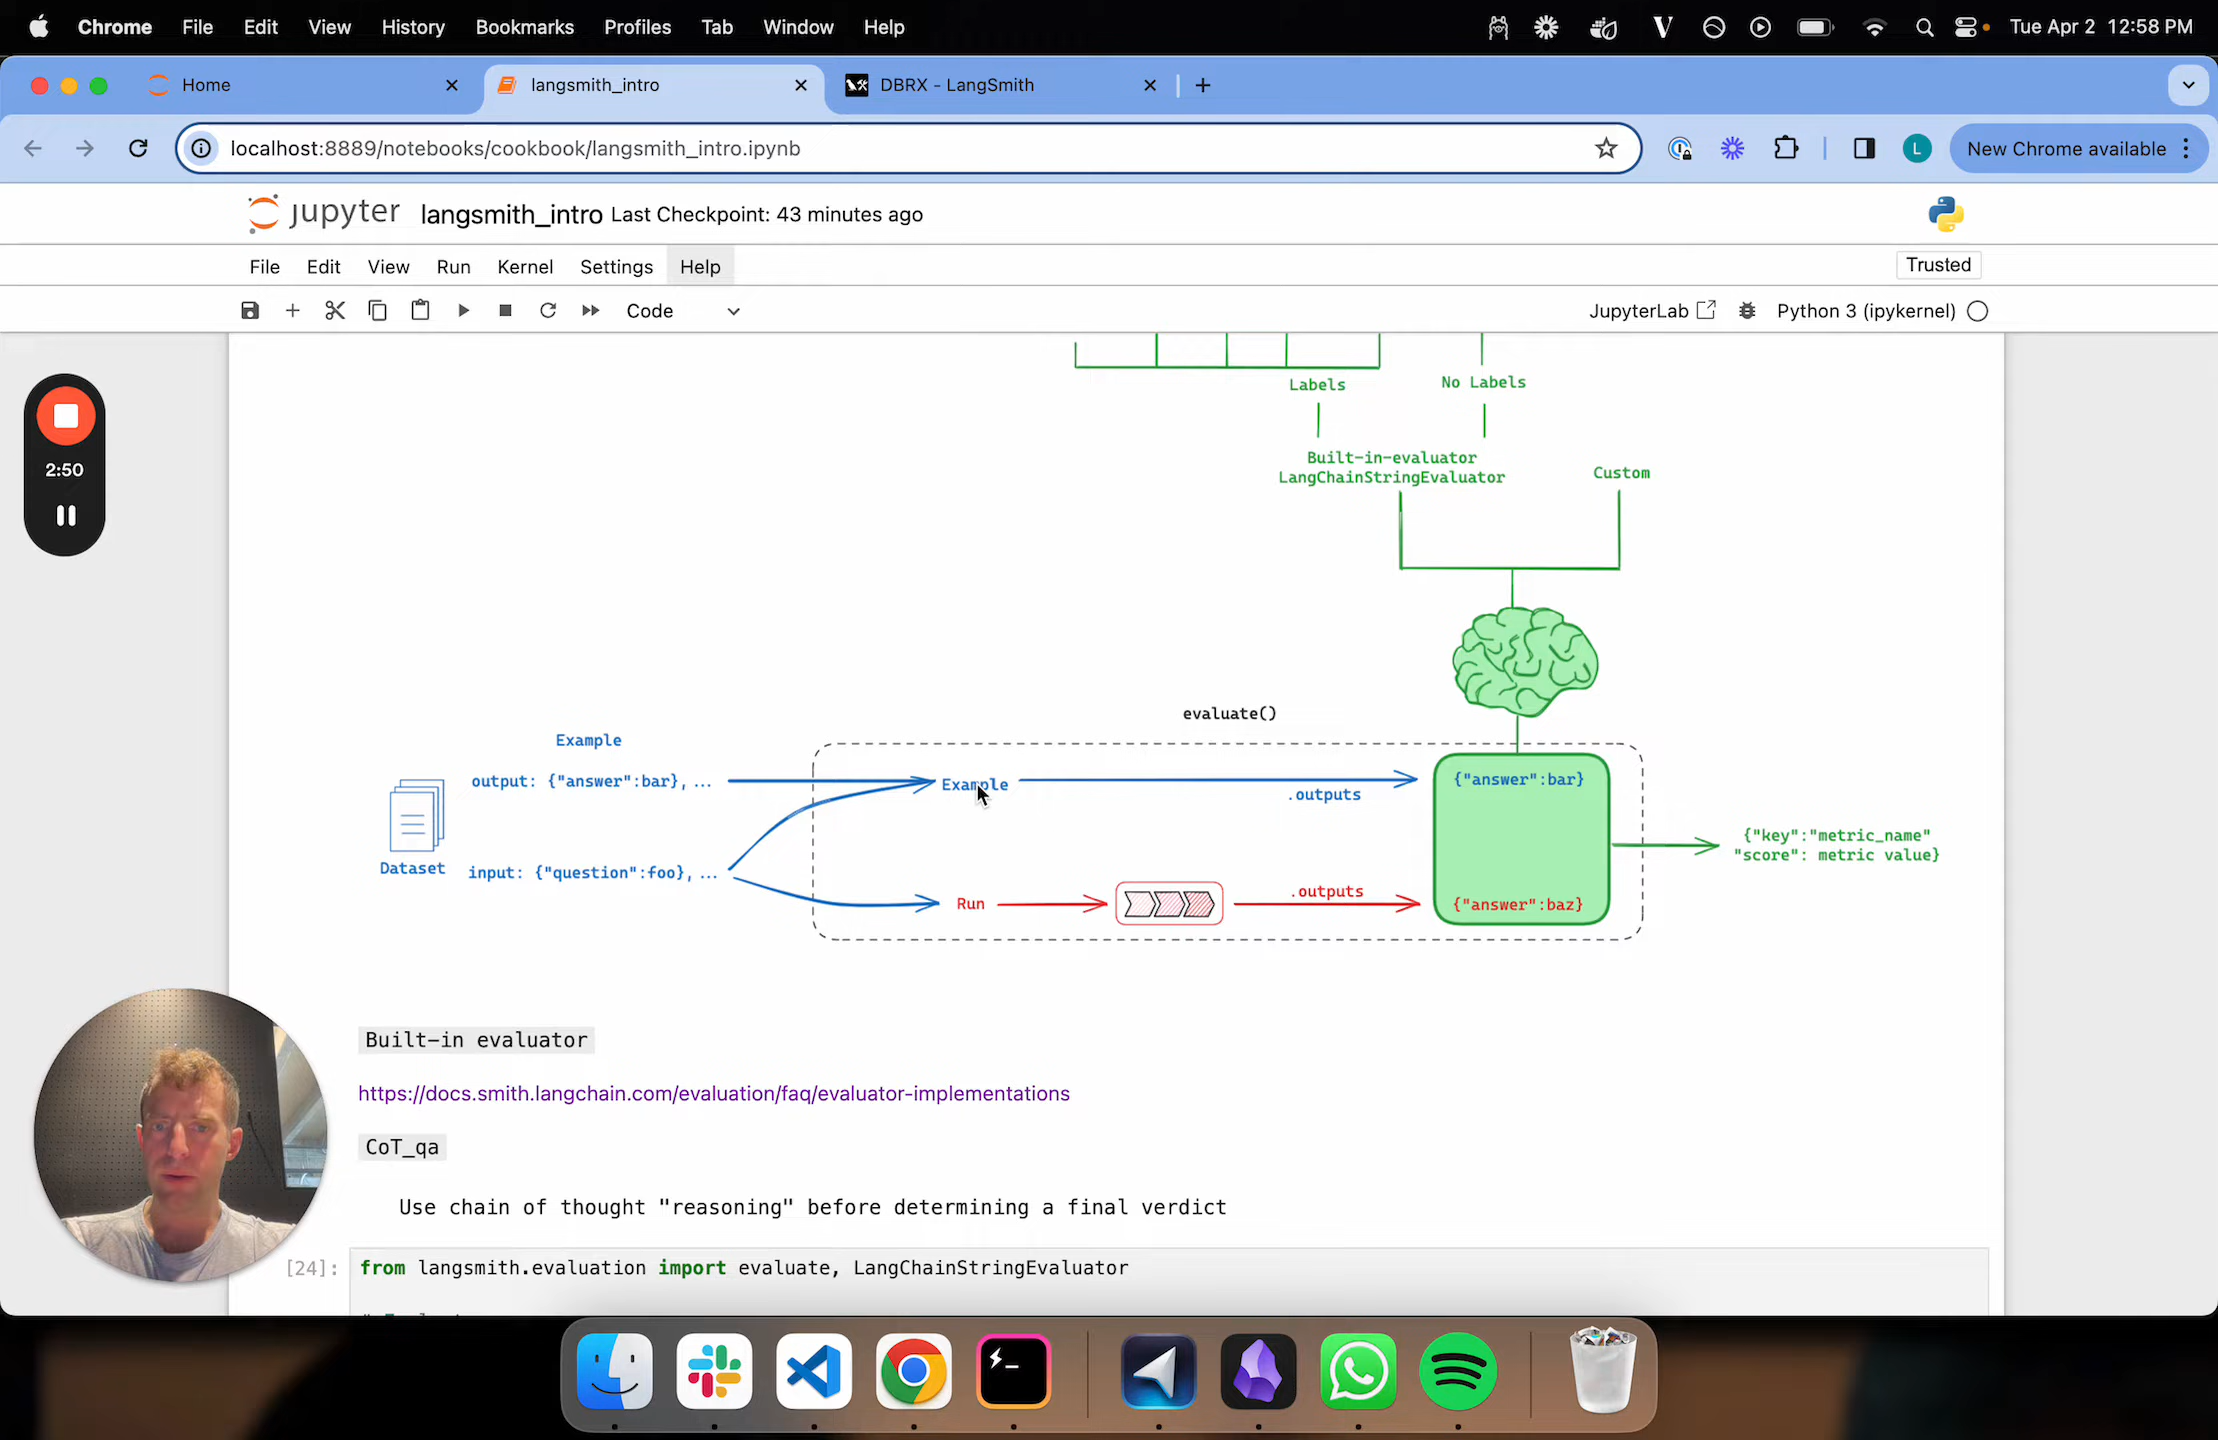 Chrome File Edit View History Bookmarks Profiles Tab Window Help Tue Apr 2 12:58 PM
Home langsmith_intro DBRX - LangSmith
localhost:8889/notebooks/cookbook/langsmith_intro.ipynb L New Chrome available
jupyter langsmith_intro Last Checkpoint: 43 minutes ago
File Edit View Run Kernel Settings Help Trusted
Code JupyterLab Python 3 (ipykernel)
Labels No Labels
2:50
Built-in-evaluator
LangChainStringEvaluator
Custom
evaluate()
Example
output: {"answer":bar}, ... Example .outputs {"answer":bar}
Dataset
input: {"question":foo}, ...
Run .outputs {"answer":baz}
{"key":"metric_name"
"score": metric value}
Built-in evaluator
https://docs.smith.langchain.com/evaluation/faq/evaluator-implementations
CoT_qa
Use chain of thought "reasoning" before determining a final verdict
[24]: from langsmith.evaluation import evaluate, LangChainStringEvaluator